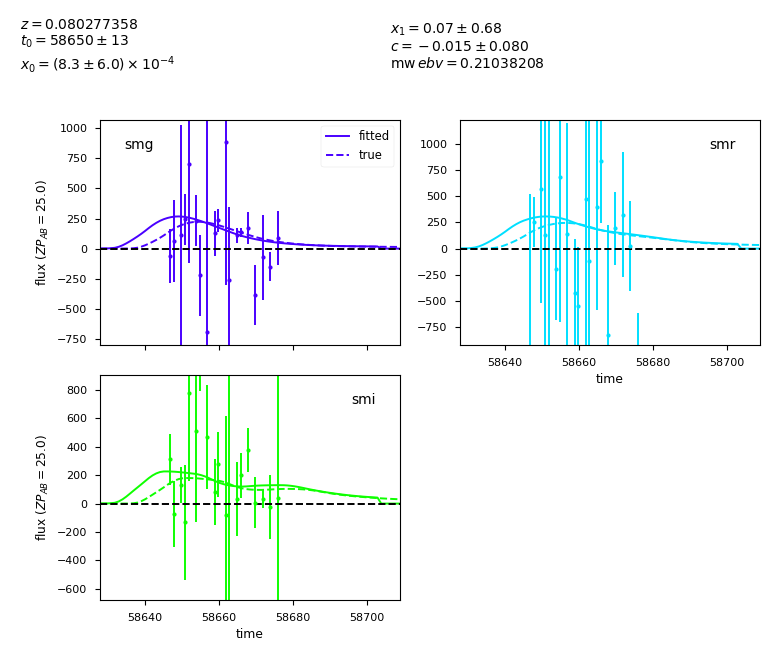 z = 0.080277358
t₀ = 58650 ± 13
x₀ = (8.3 ± 6.0) × 10⁻⁴
x₁ = 0.07 ± 0.68
c = −0.015 ± 0.080
mw ebv = 0.21038208
smg
fitted
true
1000
750
500
250
0
−250
−500
−750
flux (ZP_AB = 25.0)
smr
1000
750
500
250
0
−250
−500
−750
58640 58660 58680 58700
time
smi
800
600
400
200
0
−200
−400
−600
flux (ZP_AB = 25.0)
58640 58660 58680 58700
time